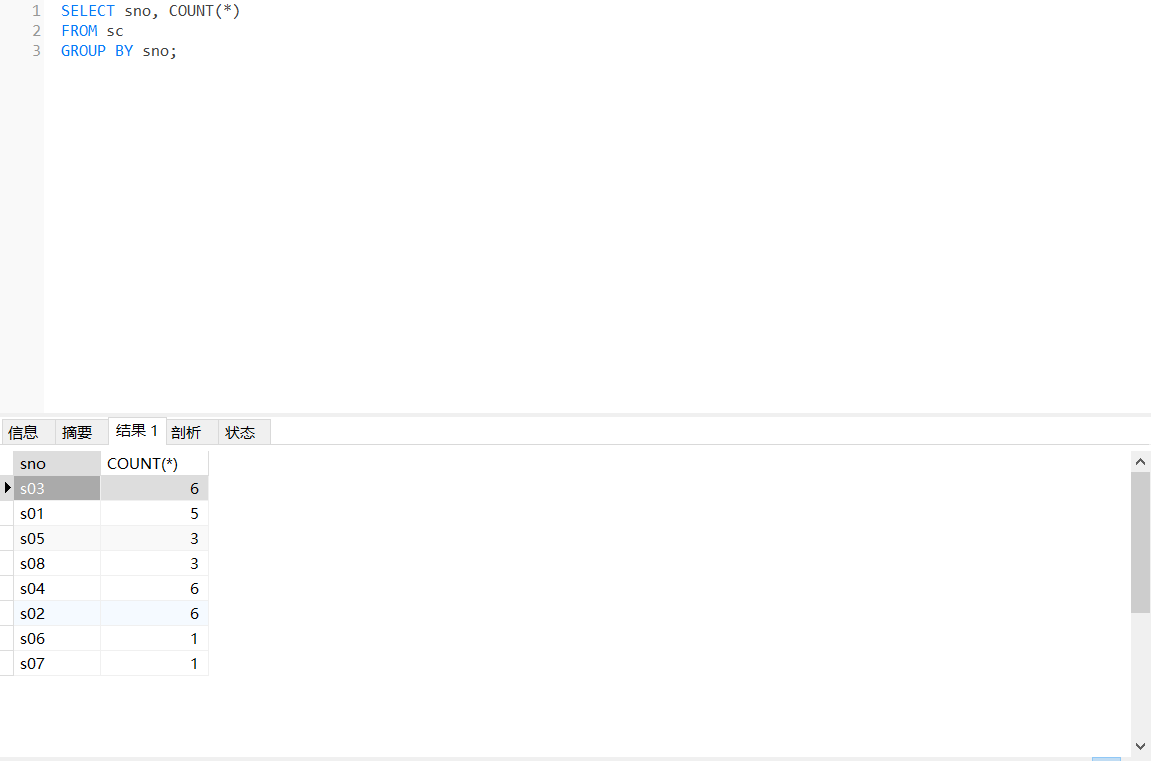 1 SELECT sno, COUNT(*)
2 FROM sc
3 GROUP BY sno;
信息 摘要 结果 1 剖析 状态
sno COUNT(*)
s03 6
s01 5
s05 3
s08 3
s04 6
s02 6
s06 1
s07 1